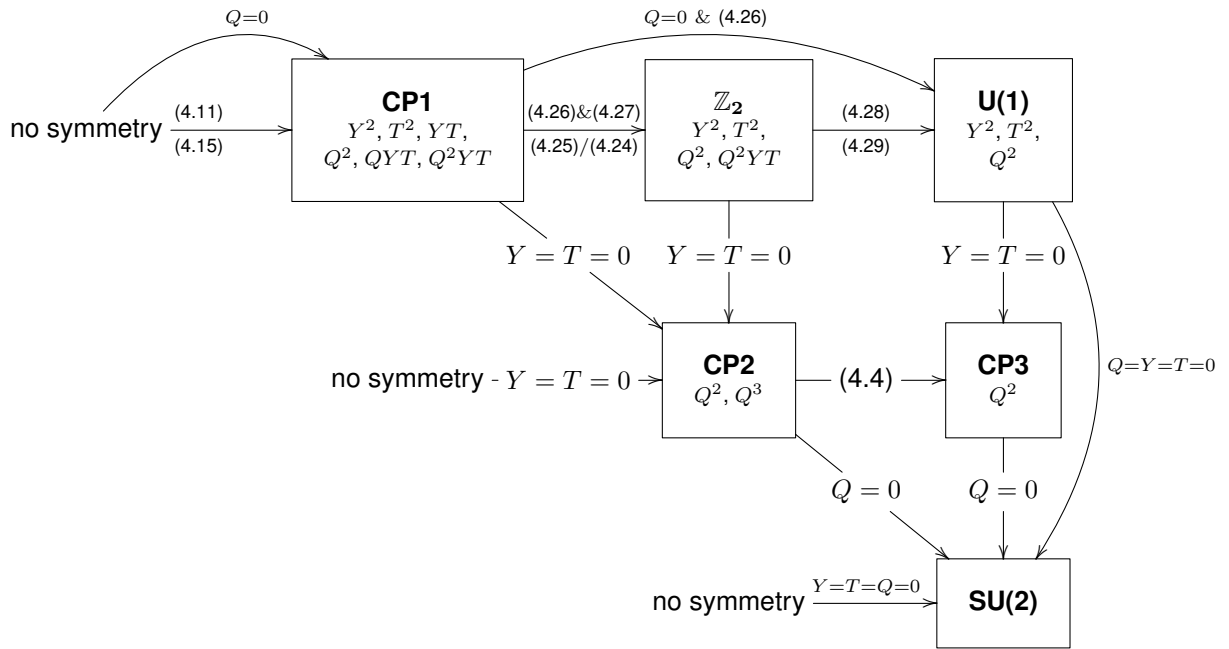 Q=0
Q=0 & (4.26)
no symmetry
(4.11)
(4.15)
CP1
Y², T², YT,
Q², QYT, Q²YT
(4.26)&(4.27)
(4.25)/(4.24)
ℤ₂
Y², T²,
Q², Q²YT
(4.28)
(4.29)
U(1)
Y², T²,
Q²
Y = T = 0
Y = T = 0
Y = T = 0
Q=Y=T=0
no symmetry
Y = T = 0
CP2
Q², Q³
(4.4)
CP3
Q²
Q = 0
Q = 0
no symmetry
Y=T=Q=0
SU(2)